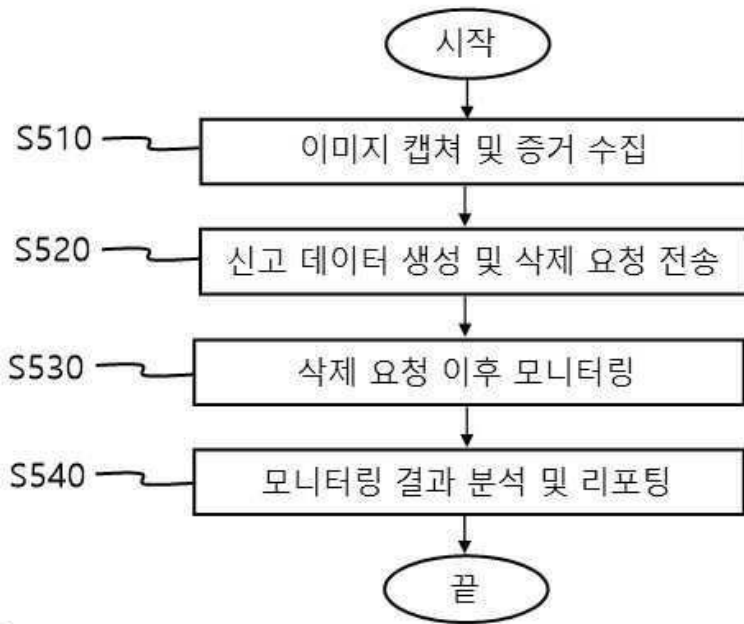 시작
S510
이미지 캡쳐 및 증거 수집
S520
신고 데이터 생성 및 삭제 요청 전송
S530
삭제 요청 이후 모니터링
S540
모니터링 결과 분석 및 리포팅
끝